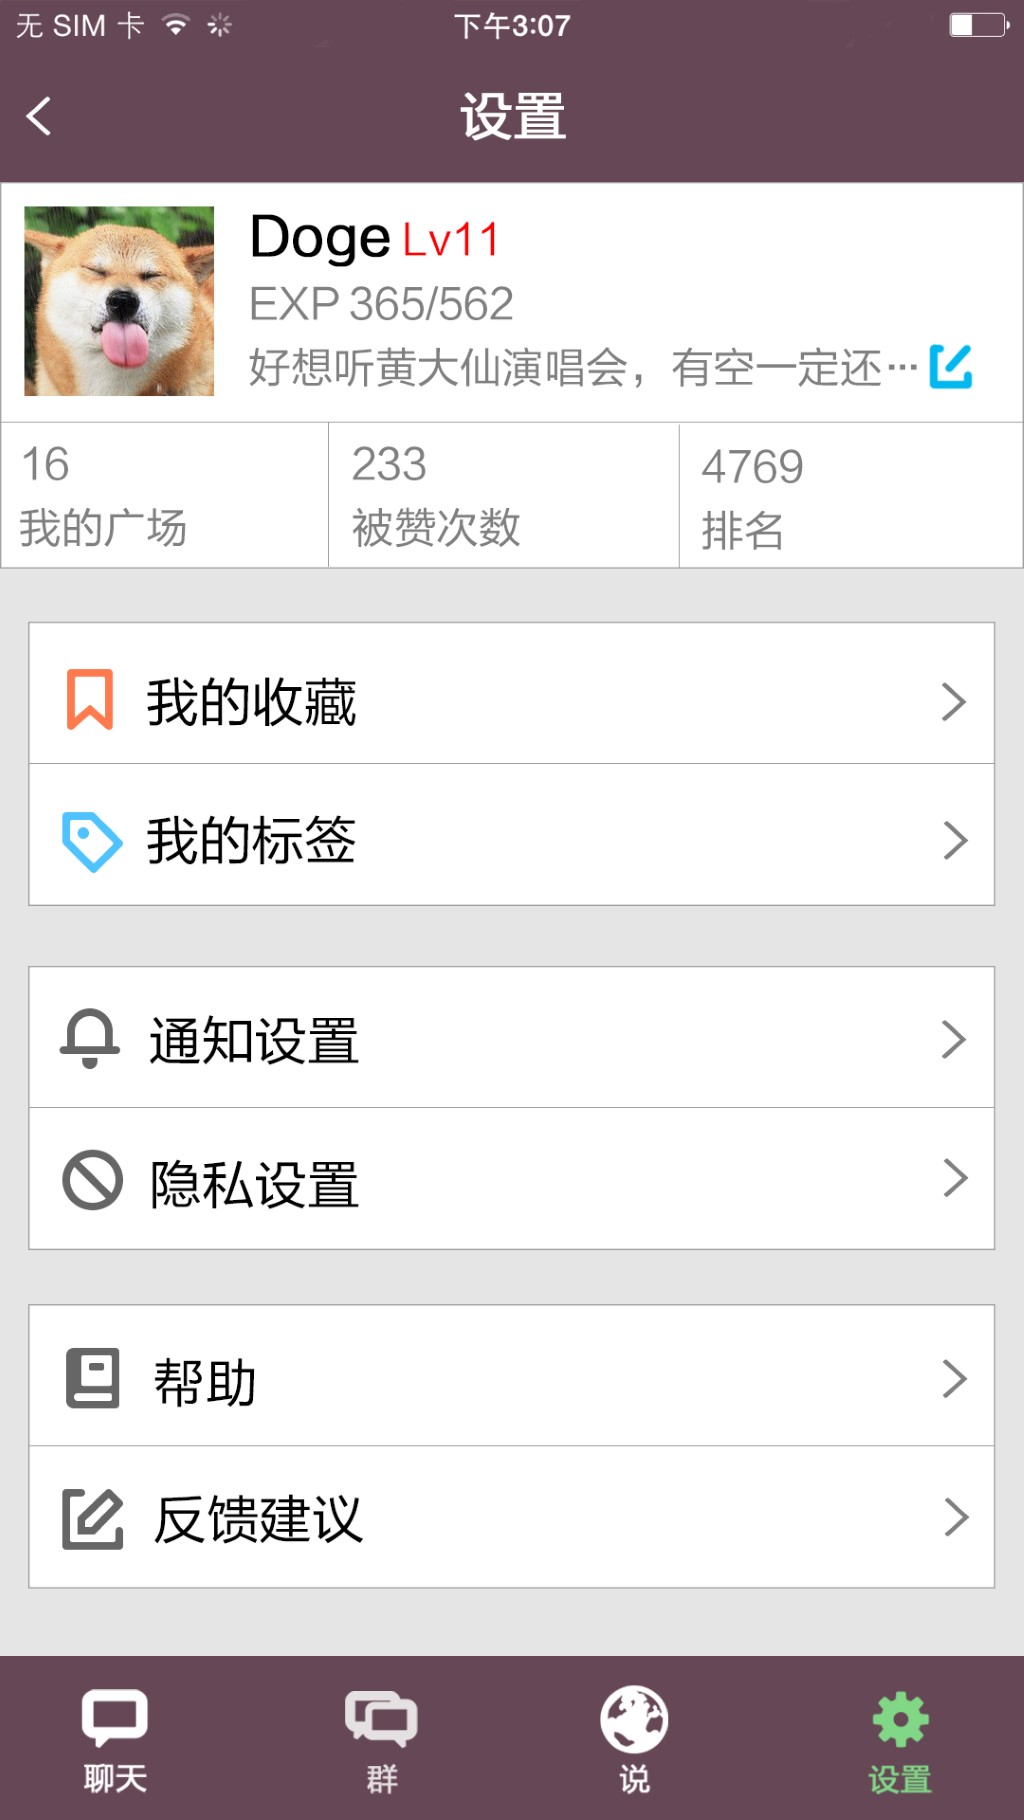 无 SIM 卡
下午3:07
设置
Doge Lv11
EXP 365/562
好想听黄大仙演唱会，有空一定还…
16
我的广场
233
被赞次数
4769
排名
我的收藏
我的标签
通知设置
隐私设置
帮助
反馈建议
聊天
群
说
设置